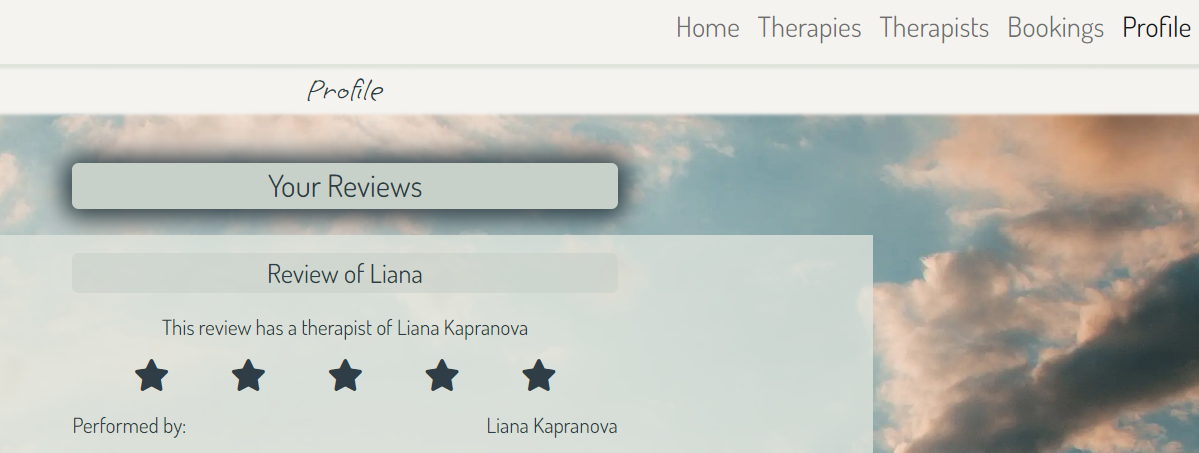 Home Therapies Therapists Bookings Profile
Profile
Your Reviews
Review of Liana
This review has a therapist of Liana Kapranova
Performed by: Liana Kapranova